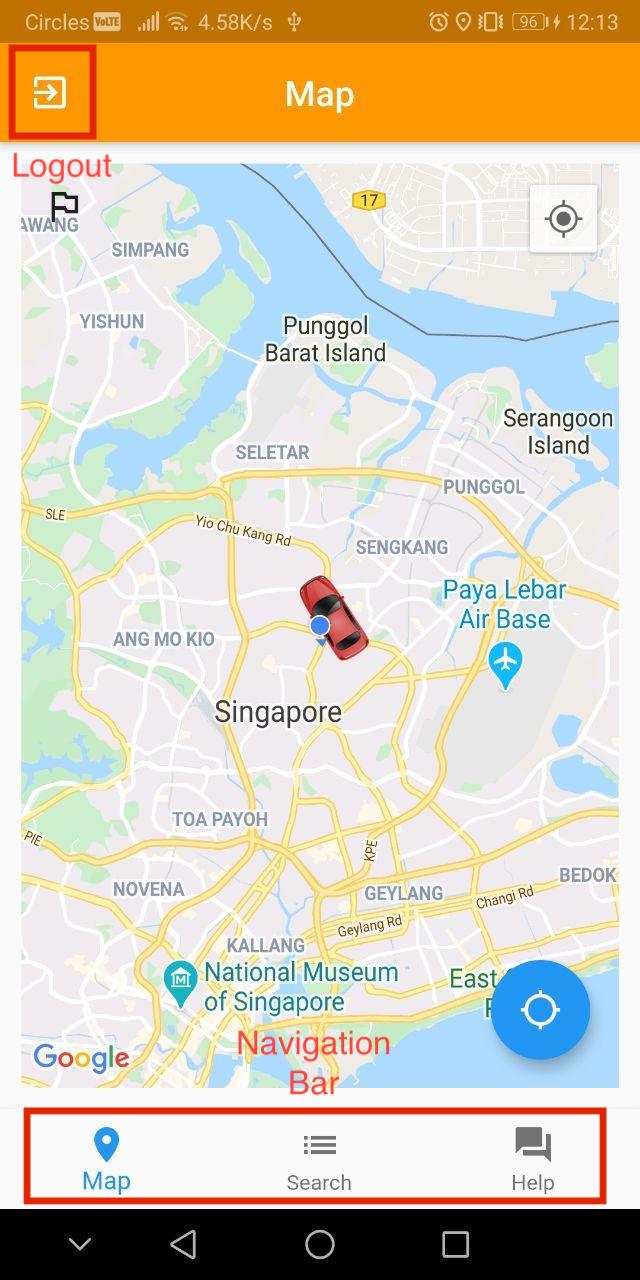 Circles VoLTE 4.58K/s 96 12:13
Map
Logout
17
AWANG
SIMPANG
YISHUN
Punggol
Barat Island
Serangoon
Island
SELETAR
PUNGGOL
SLE
Yio Chu Kang Rd
SENGKANG
Paya Lebar
Air Base
ANG MO KIO
Singapore
TOA PAYOH
PIE
KPE
BEDOK
NOVENA
GEYLANG
Changi Rd
Geylang Rd
KALLANG
National Museum
of Singapore
East
Google
Navigation
Bar
Map Search Help